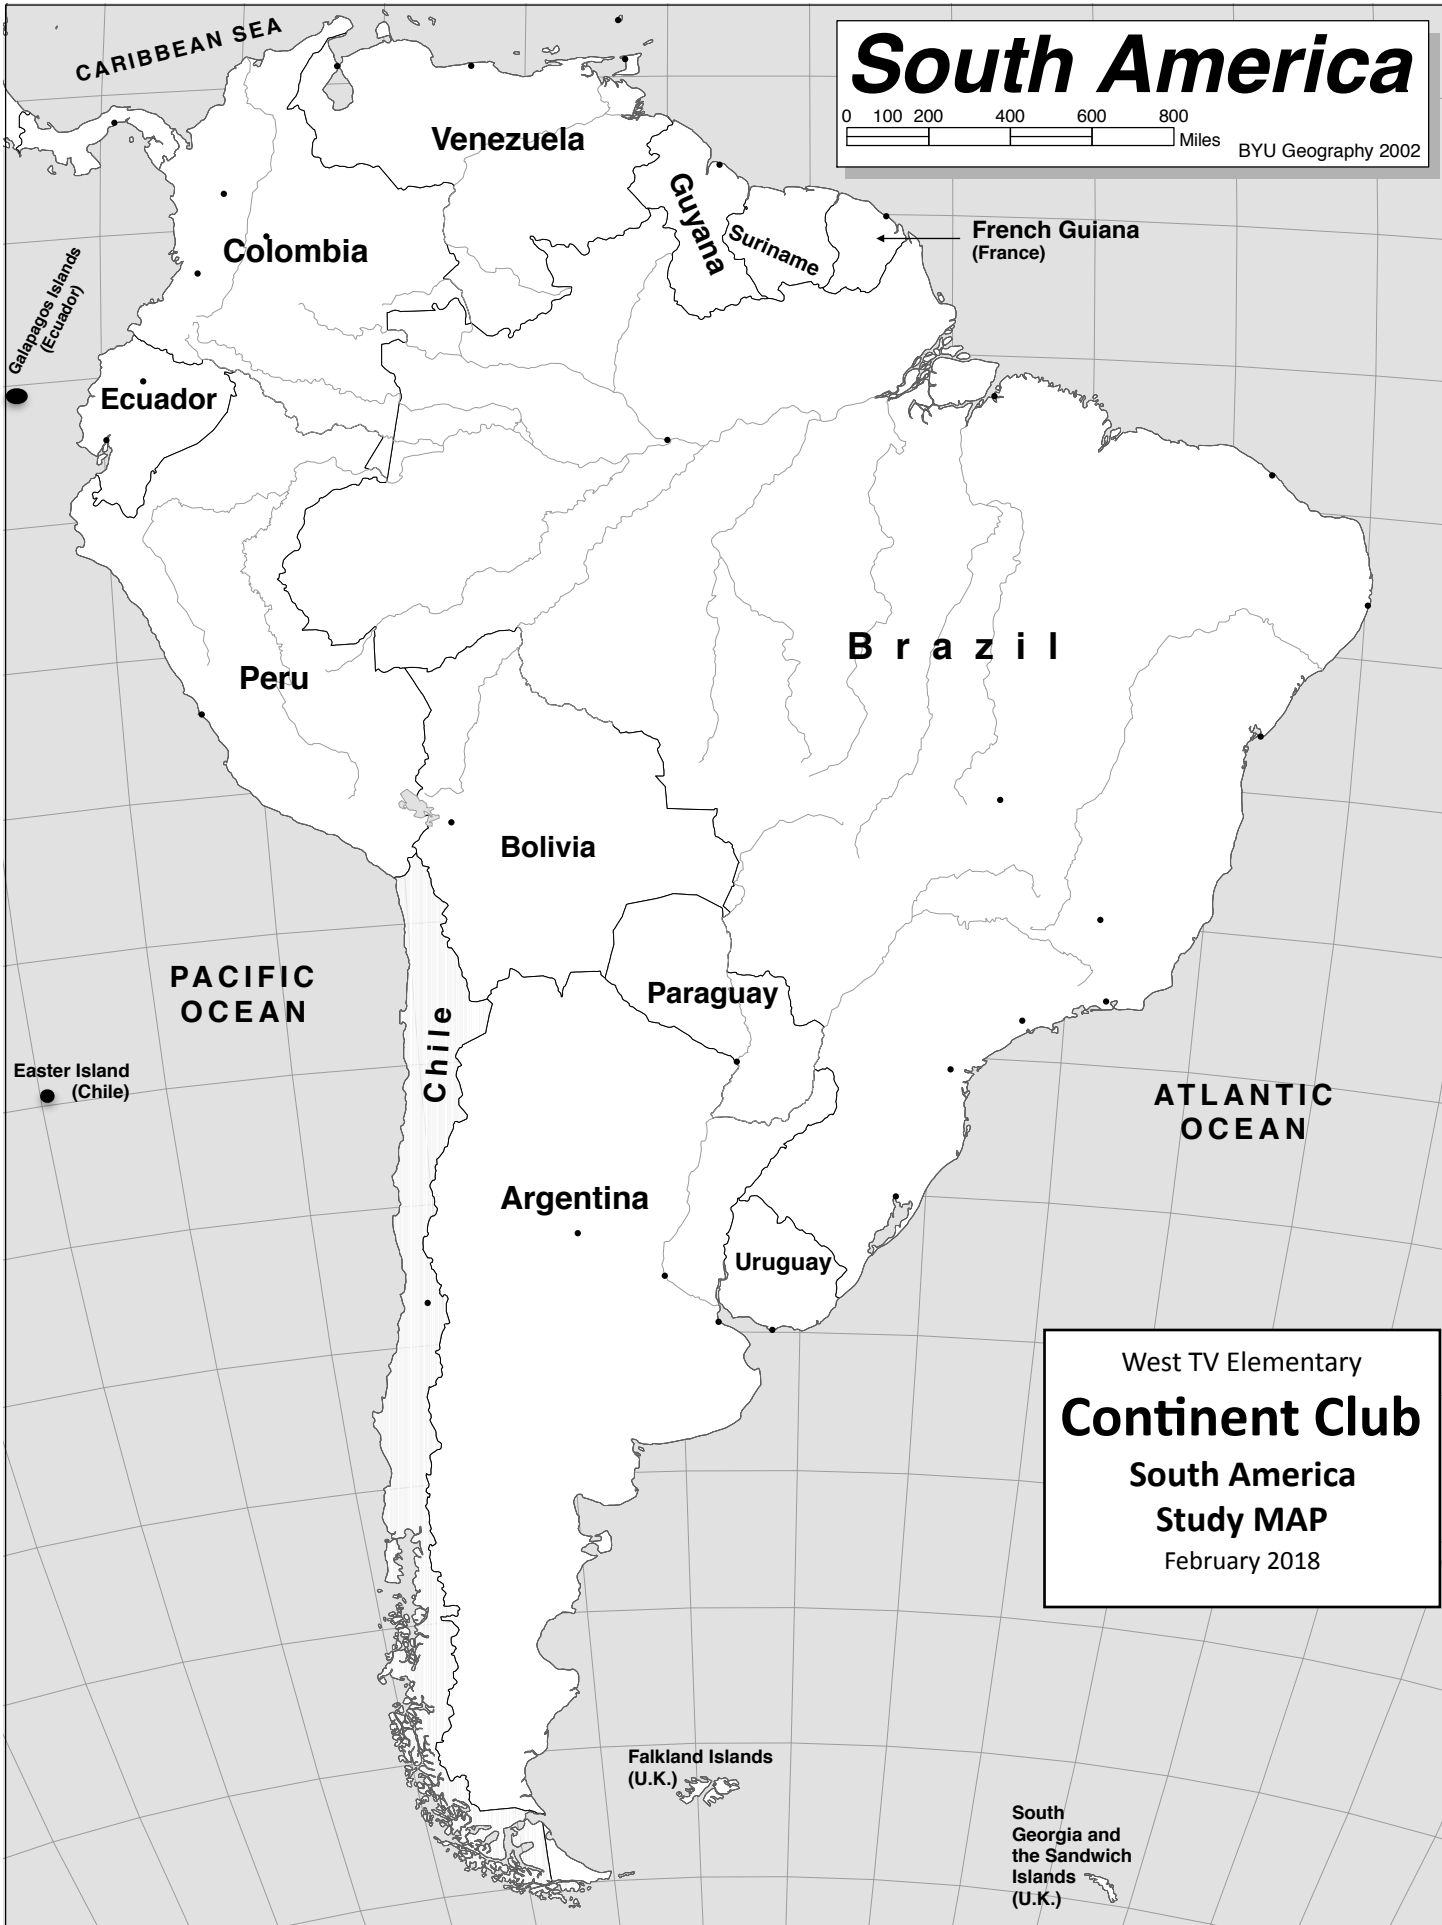 CARIBBEAN SEA
South America
0 100 200 400 600 800
Miles
BYU Geography 2002
Venezuela
Guyana
Suriname
French Guiana
(France)
Colombia
Galapagos Islands
(Ecuador)
Ecuador
Brazil
Peru
Bolivia
PACIFIC
OCEAN
Paraguay
Chile
Easter Island
(Chile)
ATLANTIC
OCEAN
Argentina
Uruguay
West TV Elementary
Continent Club
South America
Study MAP
February 2018
Falkland Islands
(U.K.)
South
Georgia and
the Sandwich
Islands
(U.K.)